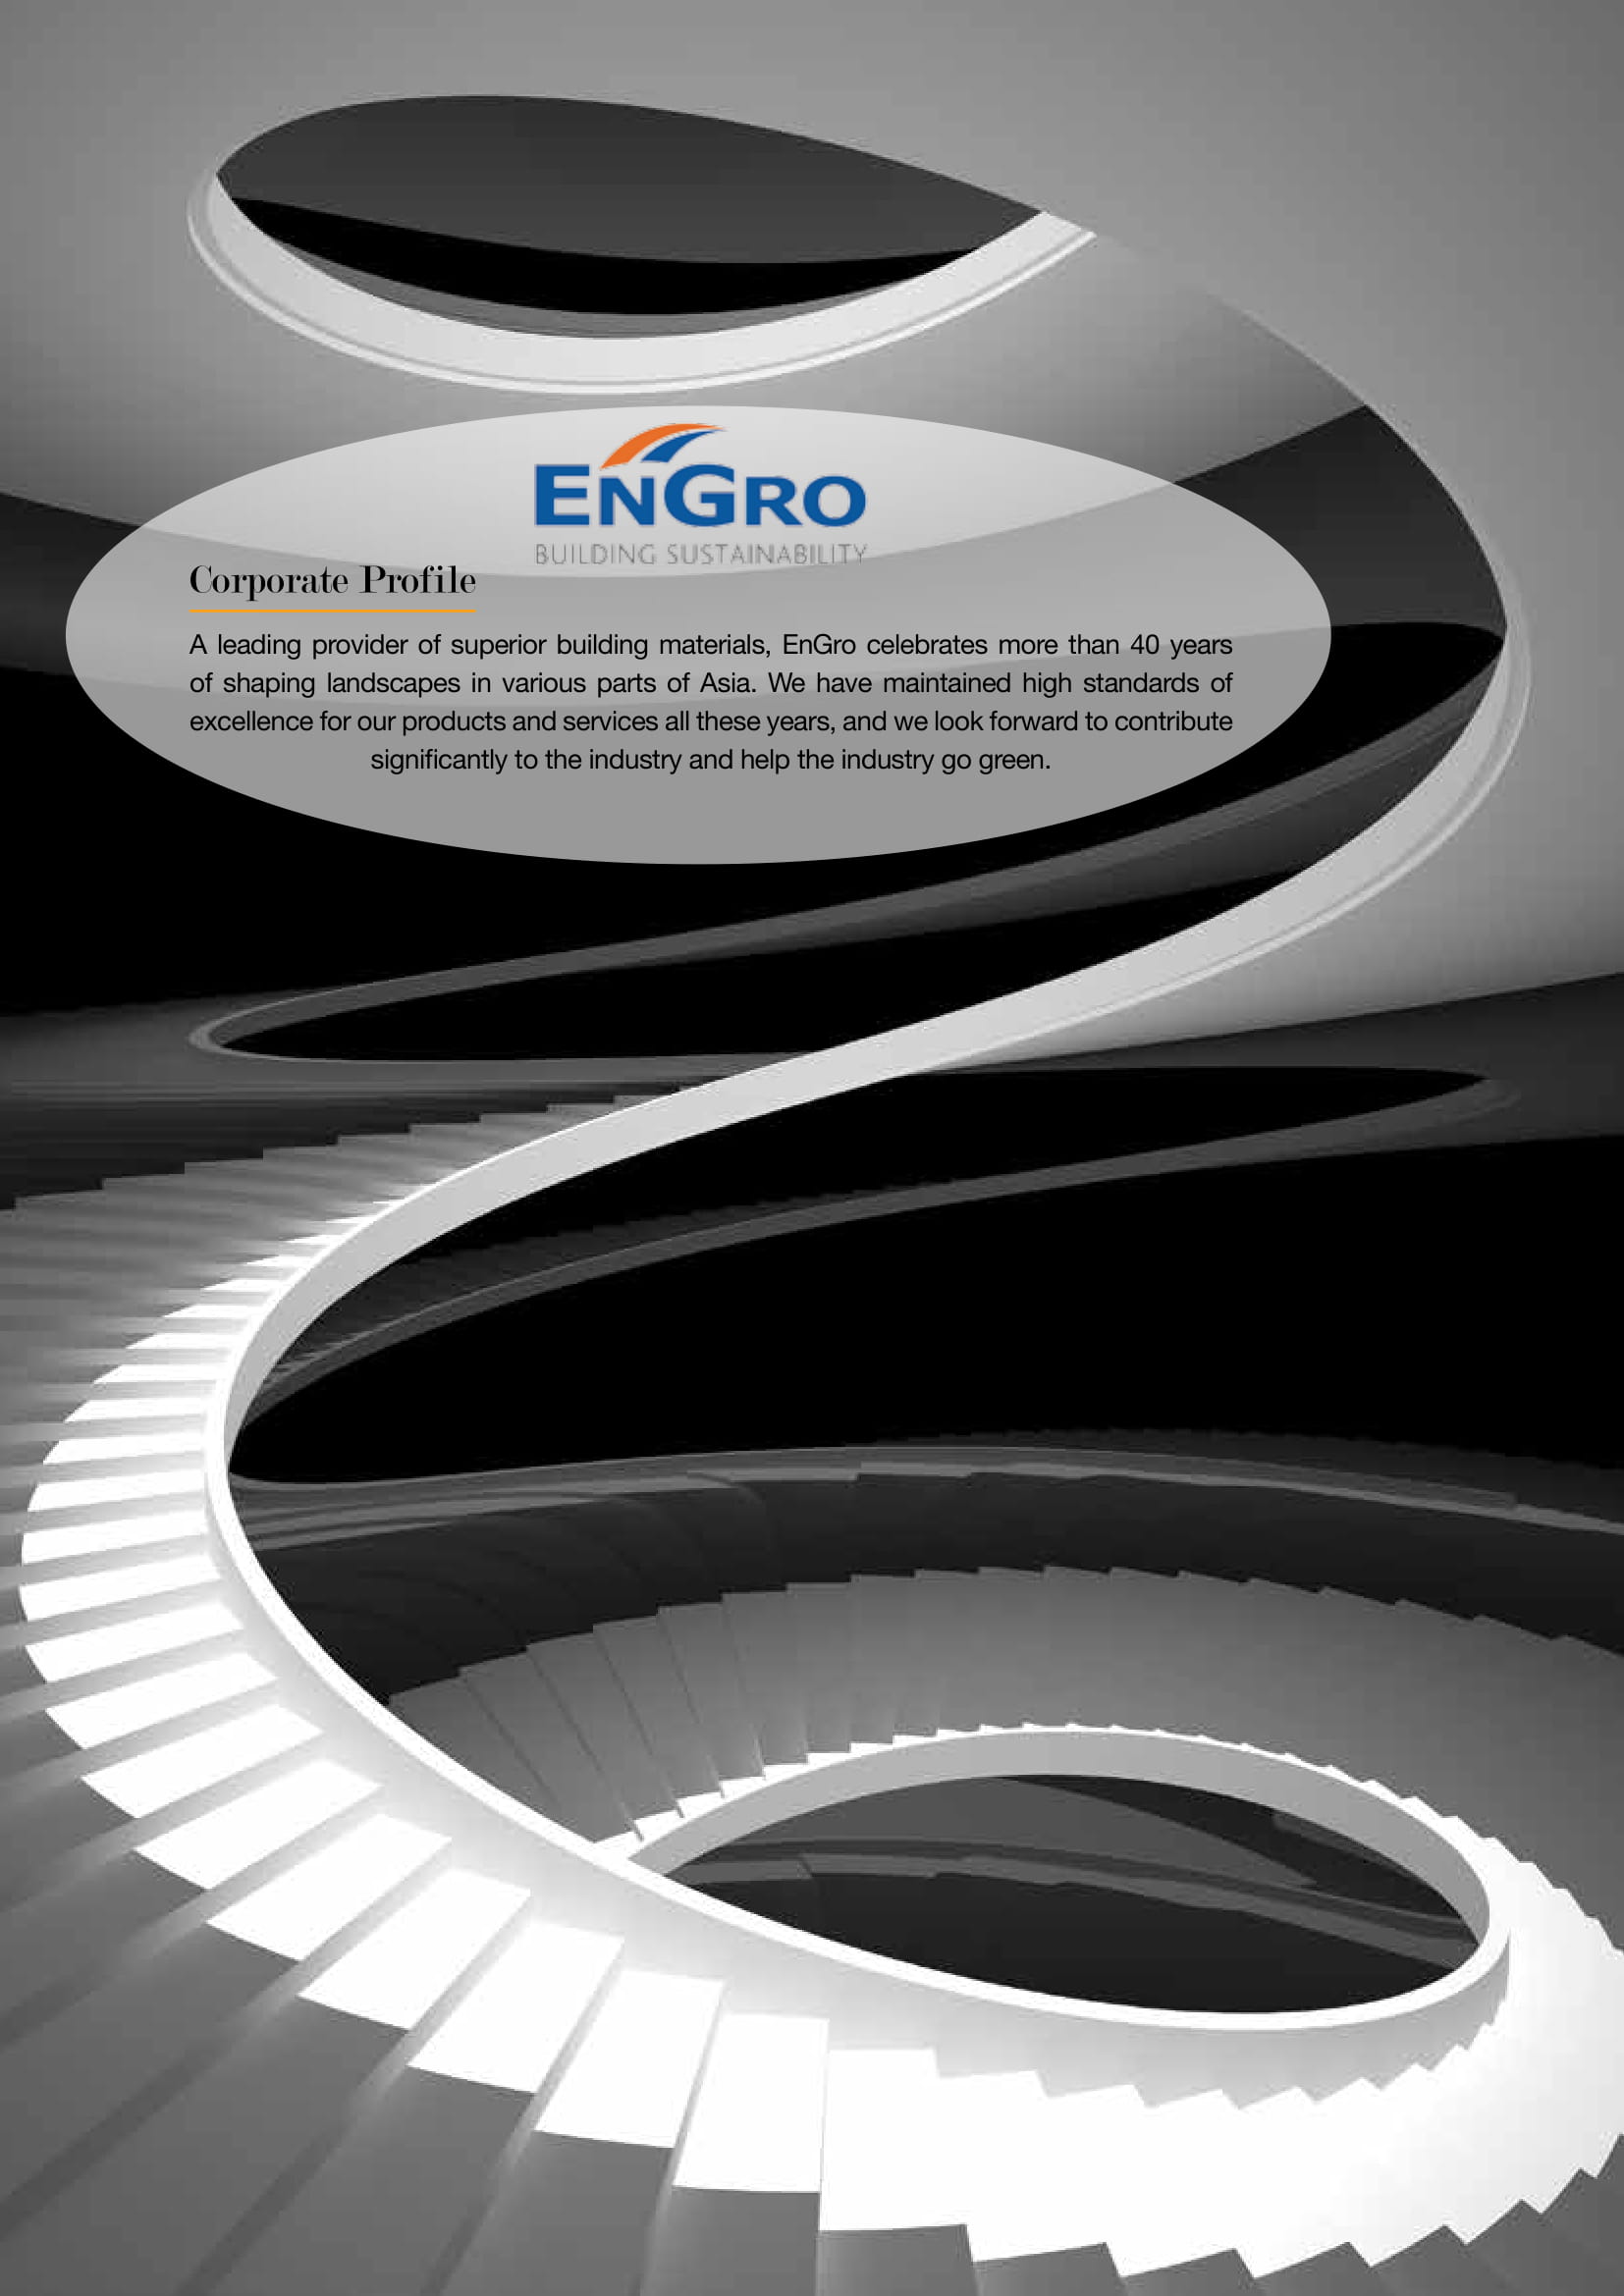 ENGRO
BUILDING SUSTAINABILITY
Corporate Profile
A leading provider of superior building materials, EnGro celebrates more than 40 years
of shaping landscapes in various parts of Asia. We have maintained high standards of
excellence for our products and services all these years, and we look forward to contribute
significantly to the industry and help the industry go green.